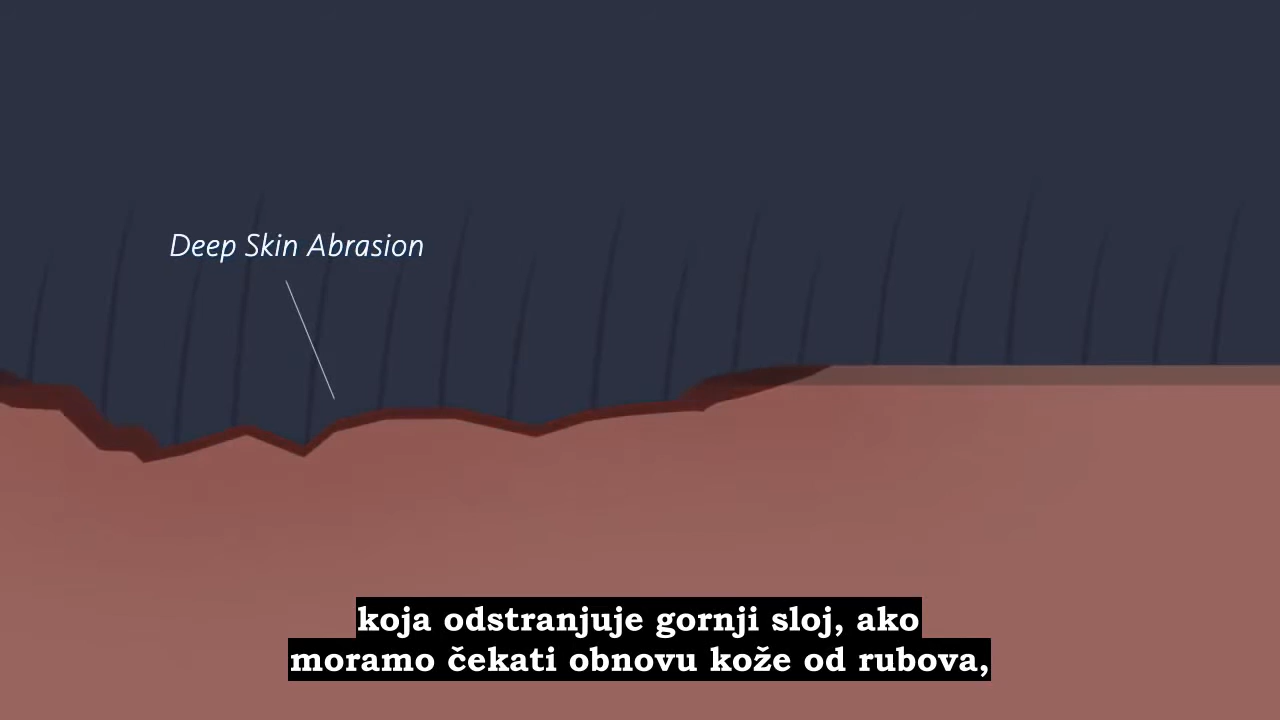 Deep Skin Abrasion
koja odstranjuje gornji sloj, ako
moramo čekati obnovu kože od rubova,